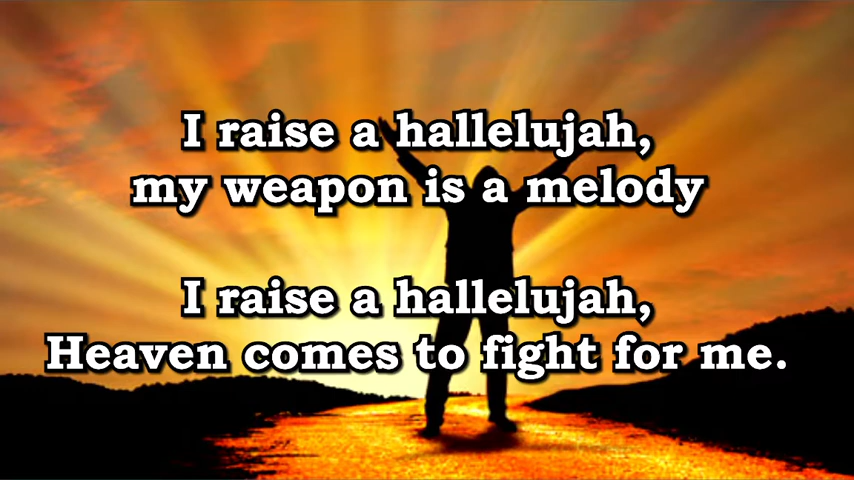 I raise a hallelujah,
my weapon is a melody
I raise a hallelujah,
Heaven comes to fight for me.